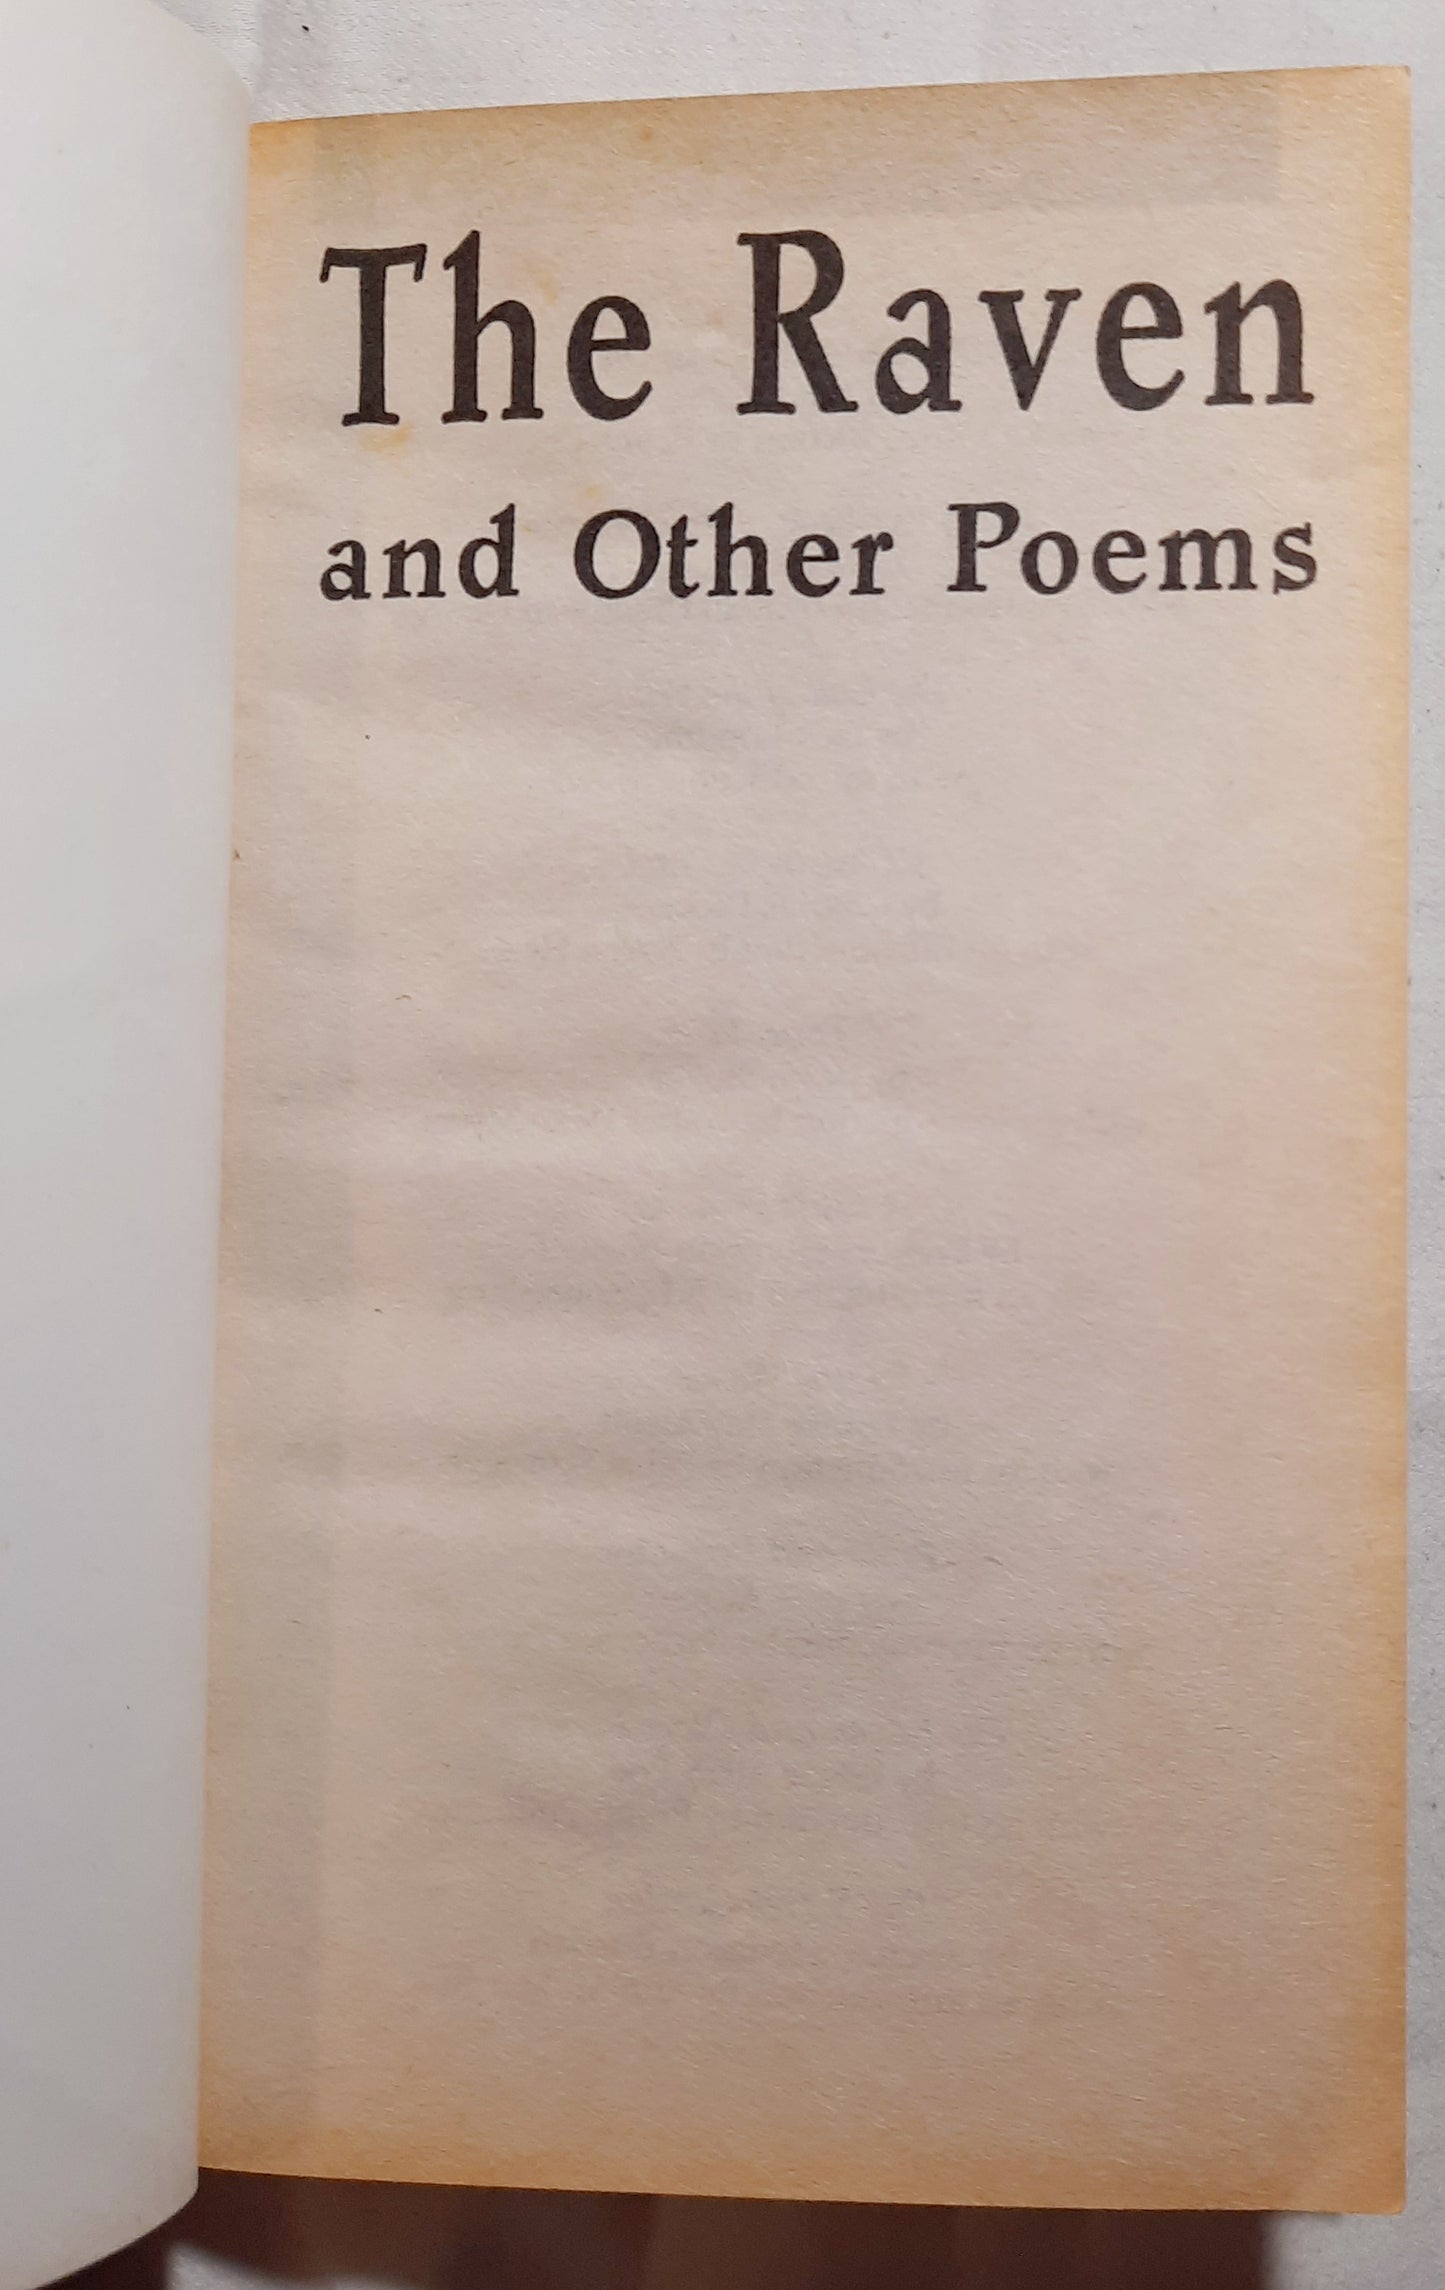 The Raven
and Other Poems